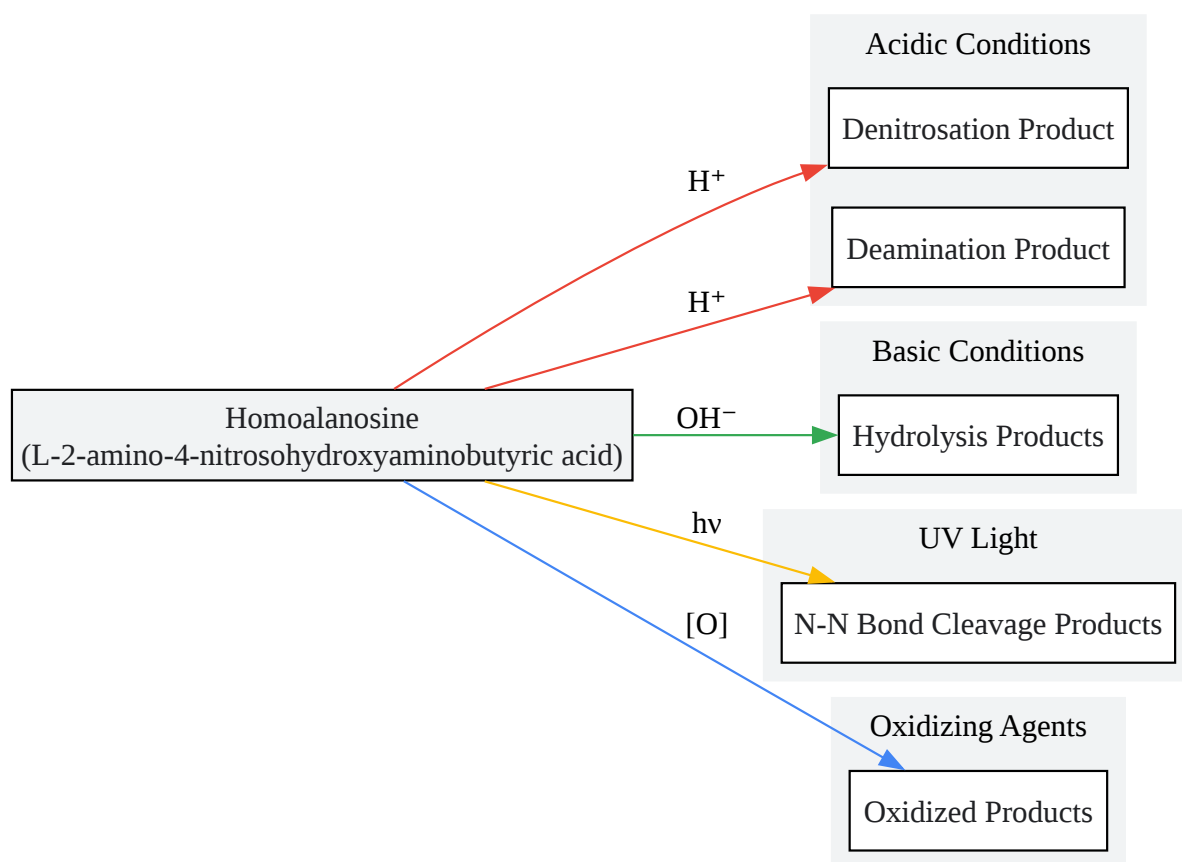 Acidic Conditions
Denitrosation Product
H⁺
Deamination Product
H⁺
Basic Conditions
Homoalanosine
(L-2-amino-4-nitrosohydroxyaminobutyric acid)
OH⁻
Hydrolysis Products
UV Light
hν
N-N Bond Cleavage Products
[O]
Oxidizing Agents
Oxidized Products